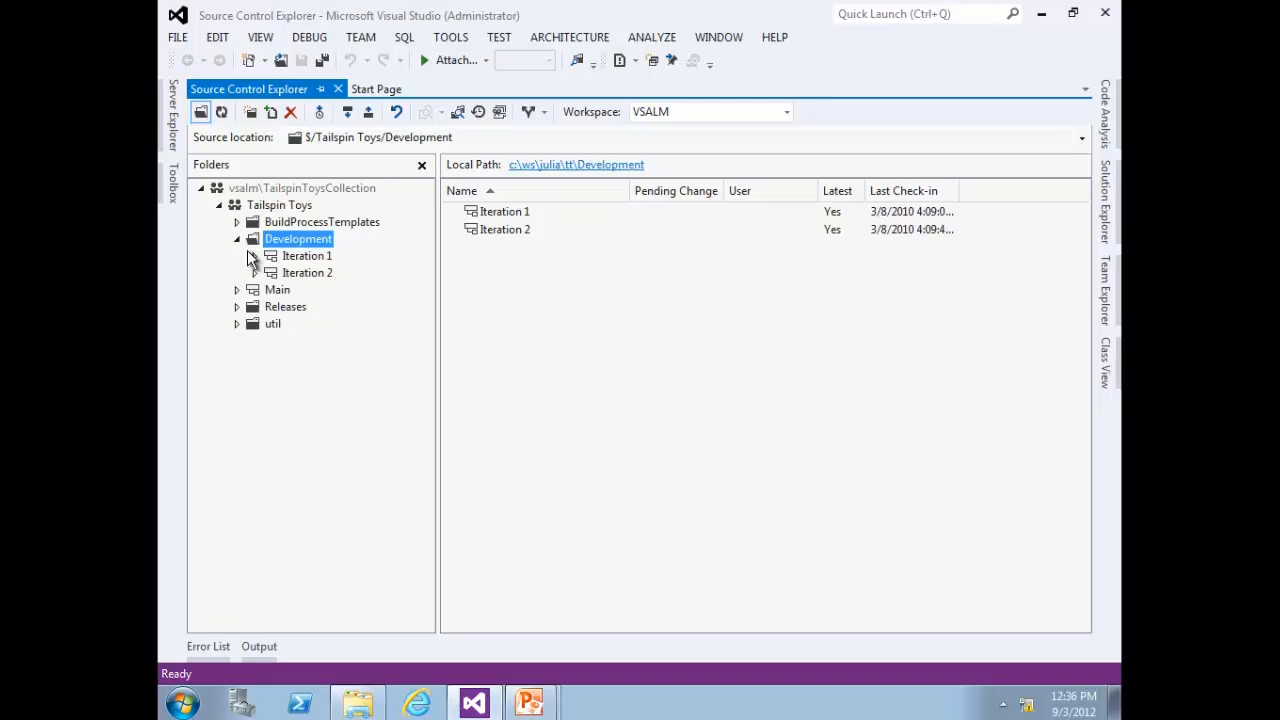 Source Control Explorer - Microsoft Visual Studio (Administrator)
Quick Launch (Ctrl+Q)
FILE EDIT VIEW DEBUG TEAM SQL TOOLS TEST ARCHITECTURE ANALYZE WINDOW HELP
Attach...
Server Explorer
Toolbox
Source Control Explorer
Start Page
Workspace: VSALM
Source location: $/Tailspin Toys/Development
Folders
vsalm\TailspinToysCollection
Tailspin Toys
BuildProcessTemplates
Development
Iteration 1
Iteration 2
Main
Releases
util
Local Path: c:\ws\julia\tt\Development
Name Pending Change User Latest Last Check-in
Iteration 1 Yes 3/8/2010 4:09:0...
Iteration 2 Yes 3/8/2010 4:09:4...
Code Analysis
Solution Explorer
Team Explorer
Class View
Error List Output
Ready
12:36 PM
9/3/2012